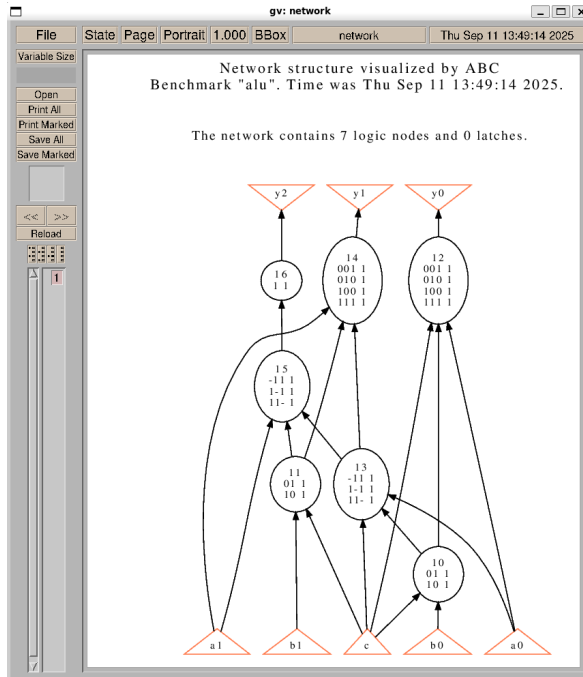 gv: network
File State Page Portrait 1.000 BBox network Thu Sep 11 13:49:14 2025
Variable Size
Open
Print All
Print Marked
Save All
Save Marked
<< >>
Reload
1
Network structure visualized by ABC
Benchmark "alu". Time was Thu Sep 11 13:49:14 2025.
The network contains 7 logic nodes and 0 latches.
y2 y1 y0
14
001 1
010 1
100 1
111 1
12
001 1
010 1
100 1
111 1
16
1 1
15
-11 1
1-1 1
11- 1
11
01 1
10 1
13
-11 1
1-1 1
11- 1
10
01 1
10 1
a1 b1 c b0 a0